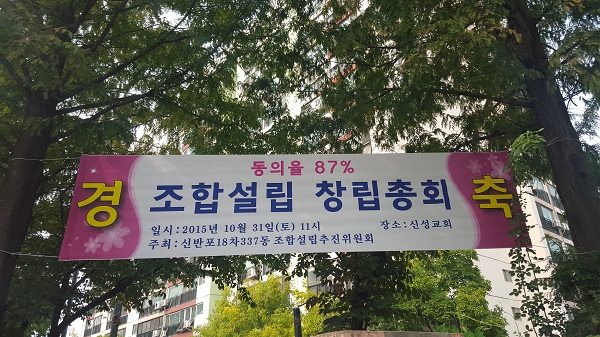 동의율 87%
경 조합설립 창립총회 축
일시:2015년 10월 31일(토) 11시 장소:신성교회
주최:신반포18차337동 조합설립추진위원회